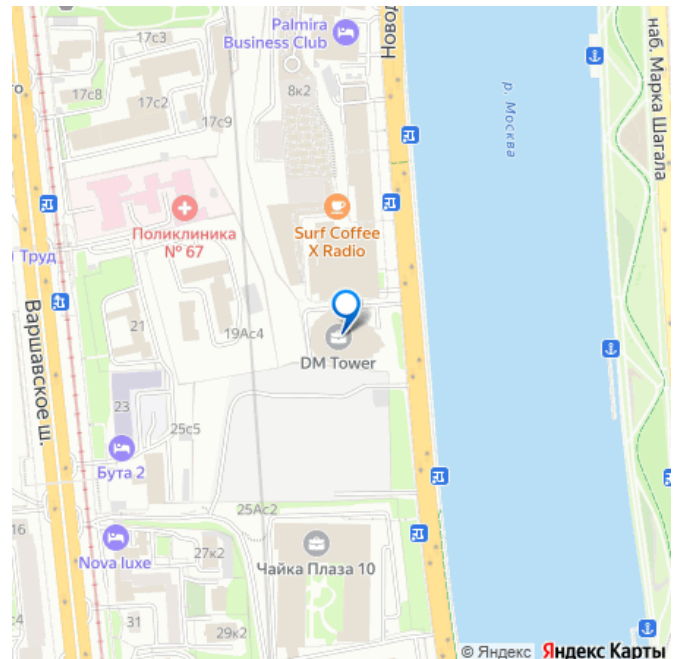 Palmira
Business Club
Новод
наб. Марка Шагала
17с3
17с8
17с2
17с9
8к2
р. Москва
Поликлиника
№ 67
Surf Coffee
X Radio
Труд
Варшавское ш.
21
19Ас4
DM Tower
23
25с5
Бута 2
25Ас2
16
Nova luxe
27к2
Чайка Плаза 10
31
29к2
с4
© Яндекс Яндекс Карты